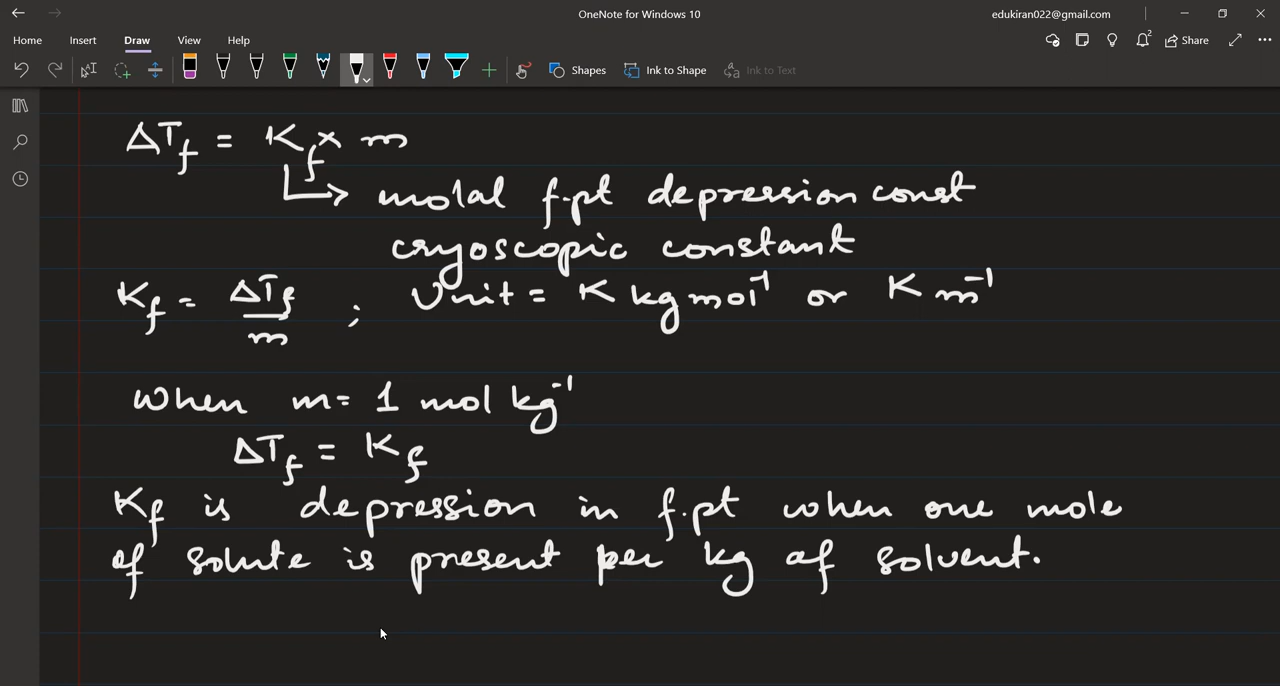 OneNote for Windows 10
edukiran022@gmail.com
Home Insert Draw View Help
Share
Shapes Ink to Shape Ink to Text
ΔTf = Kf × m
molal f.pt depression const
cryoscopic constant
Kf = ΔTf/m ; Unit = K kg mol⁻¹ or K m⁻¹
when m = 1 mol kg⁻¹
ΔTf = Kf
Kf is depression in f.pt when one mole
of solute is present per kg of solvent.